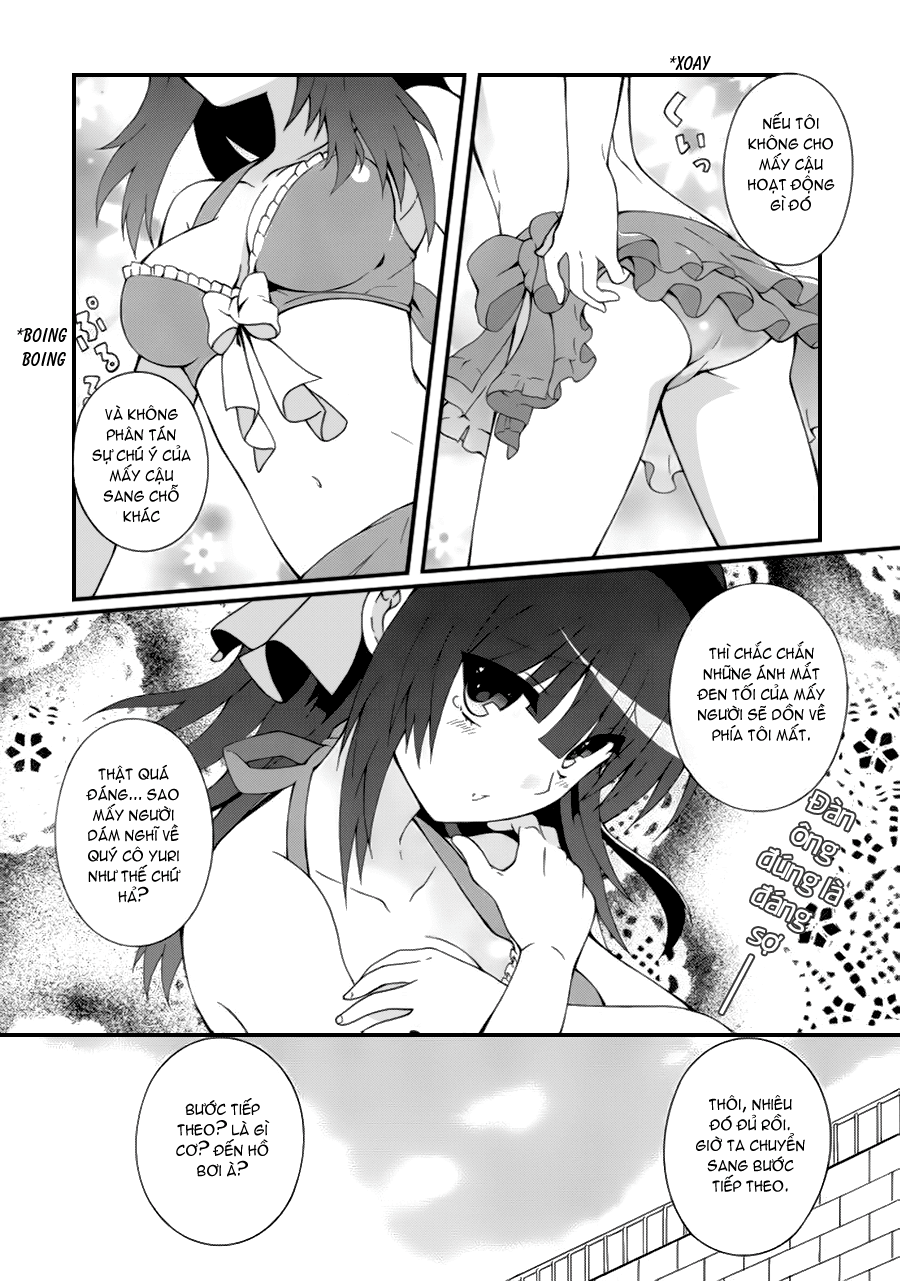 *XOAY
NẾU TÔI
KHÔNG CHO
MẤY CẬU
HOẠT ĐỘNG
GÌ ĐÓ
*BOING
BOING
VÀ KHÔNG
PHÂN TÁN
SỰ CHÚ Ý CỦA
MẤY CẬU
SANG CHỖ
KHÁC
THÌ CHẮC CHẮN
NHỮNG ÁNH MẮT
ĐEN TỐI CỦA MẤY
NGƯỜI SẼ DỒN VỀ
PHÍA TÔI MẤT.
THẬT QUÁ
ĐÁNG... SAO
MẤY NGƯỜI
DÁM NGHĨ VỀ
QUÝ CÔ YURI
NHƯ THẾ CHỨ
HẢ?
Đàn
ông
đúng là
đáng
sợ
THÔI, NHIÊU
ĐÓ ĐỦ RỒI.
GIỜ TA CHUYỂN
SANG BƯỚC
TIẾP THEO.
BƯỚC TIẾP
THEO? LÀ GÌ
CƠ? ĐẾN HỒ
BƠI À?